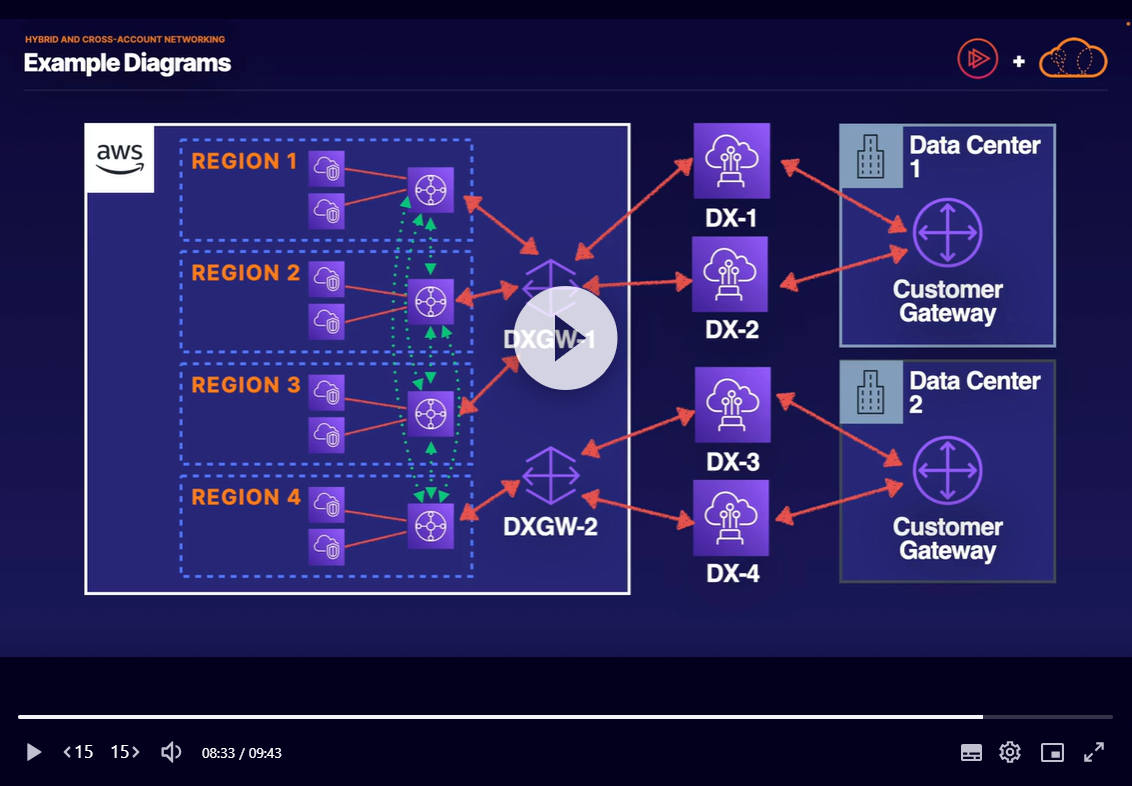 HYBRID AND CROSS-ACCOUNT NETWORKING
Example Diagrams
+
aws
REGION 1
REGION 2
REGION 3
REGION 4
DXGW-1
DXGW-2
DX-1
DX-2
DX-3
DX-4
Data Center
1
Customer
Gateway
Data Center
2
Customer
Gateway
15
15
08:33 / 09:43